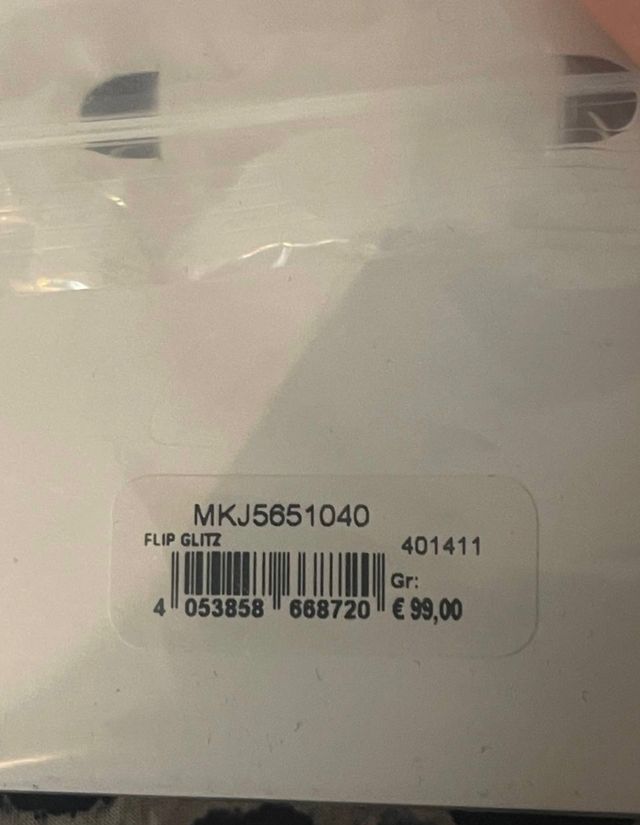 MKJ5651040
FLIP GLITZ
401411
Gr:
4 053858 668720 € 99,00